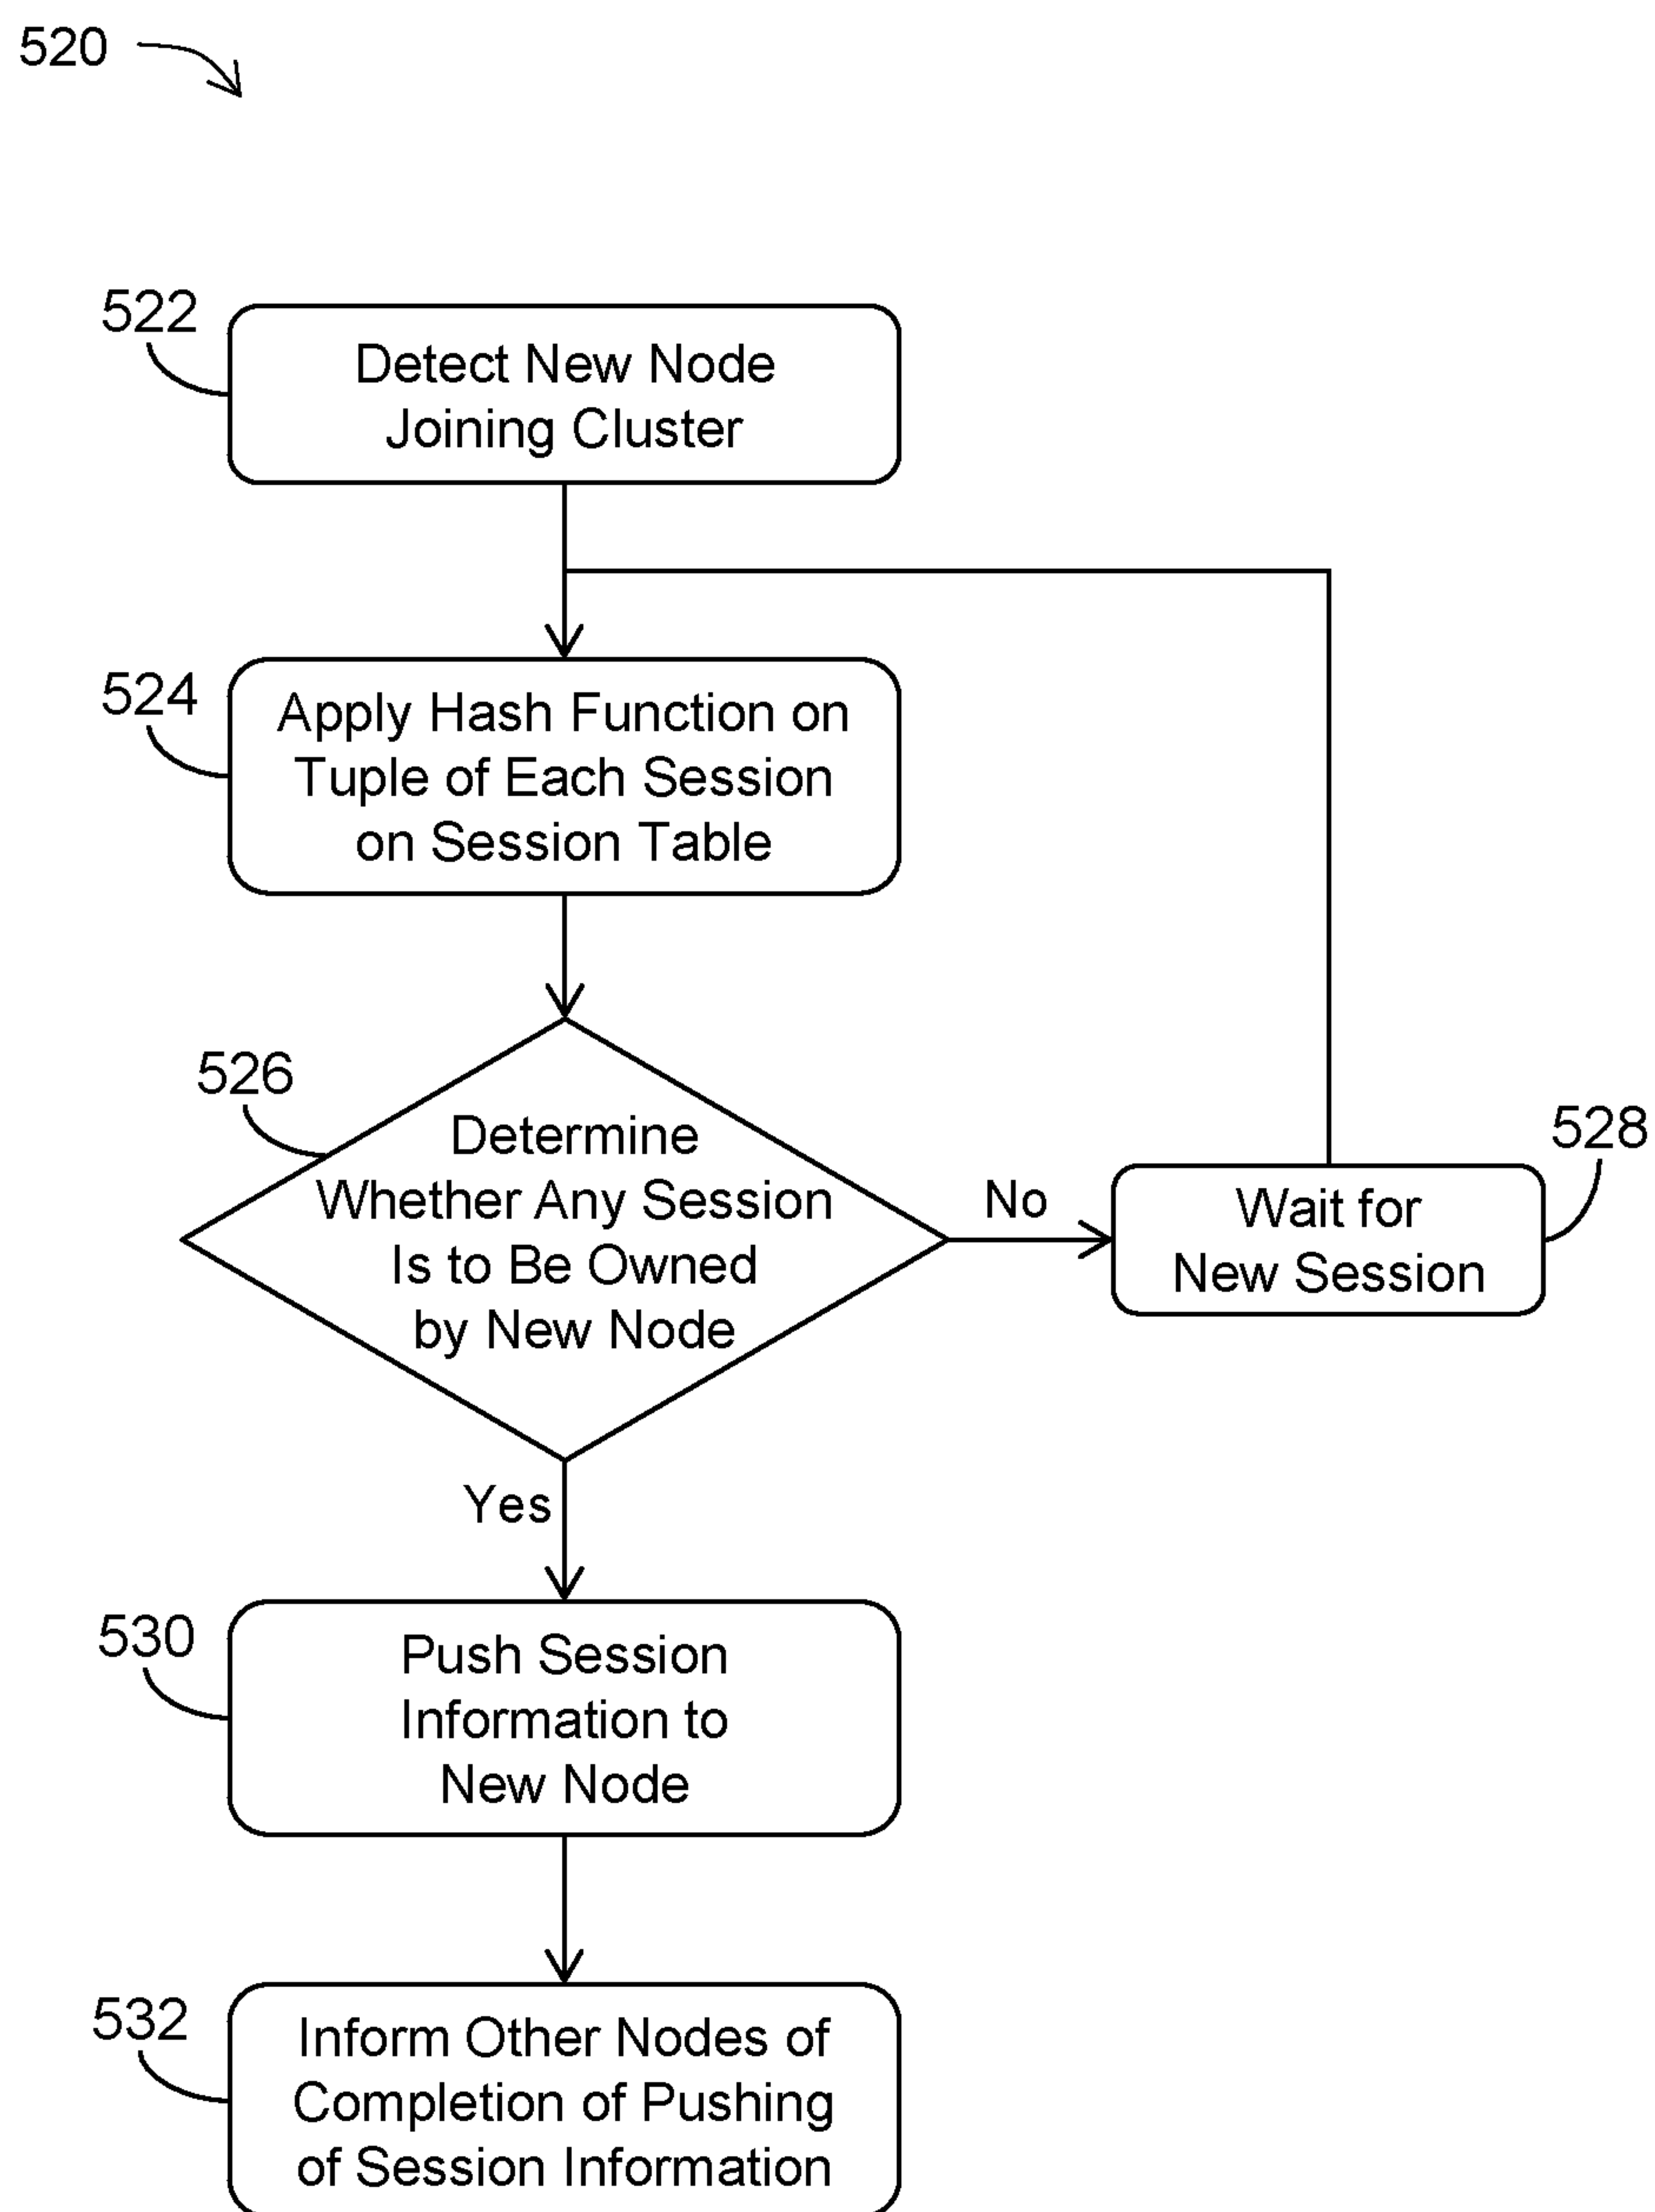 520
522
Detect New Node
Joining Cluster
524
Apply Hash Function on
Tuple of Each Session
on Session Table
526
Determine
Whether Any Session
Is to Be Owned
by New Node
No
528
Wait for
New Session
Yes
530
Push Session
Information to
New Node
532
Inform Other Nodes of
Completion of Pushing
of Session Information